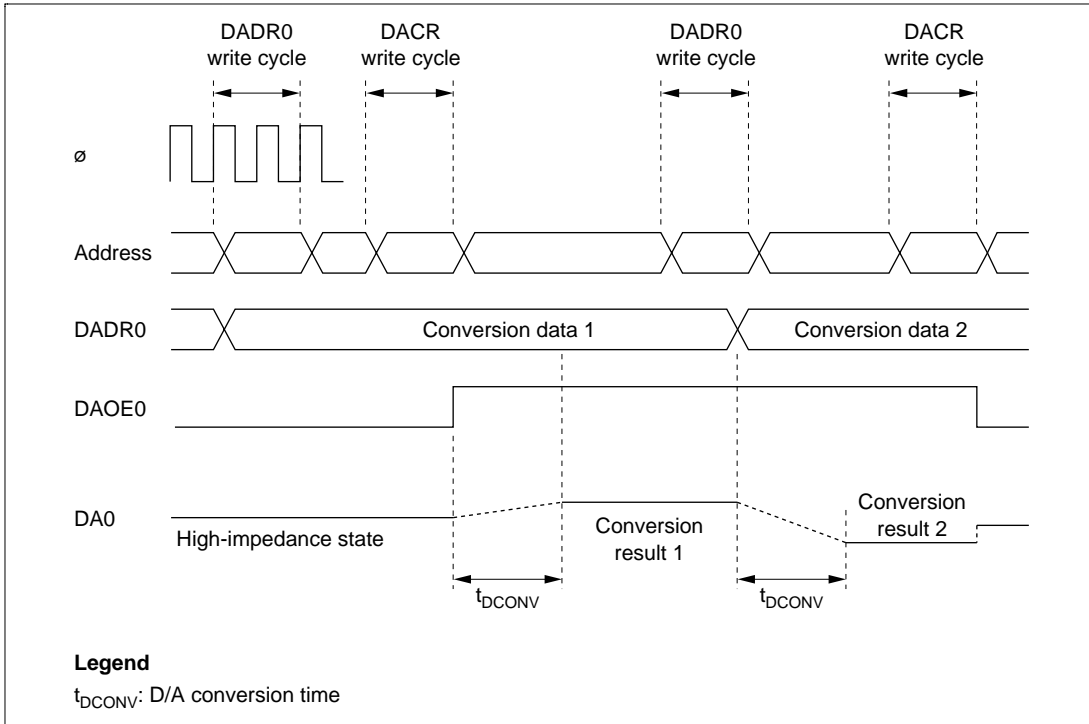 DADR0
write cycle
DACR
write cycle
DADR0
write cycle
DACR
write cycle
ø
Address
DADR0
Conversion data 1
Conversion data 2
DAOE0
DA0
High-impedance state
Conversion
result 1
Conversion
result 2
tDCONV
tDCONV
Legend
tDCONV: D/A conversion time